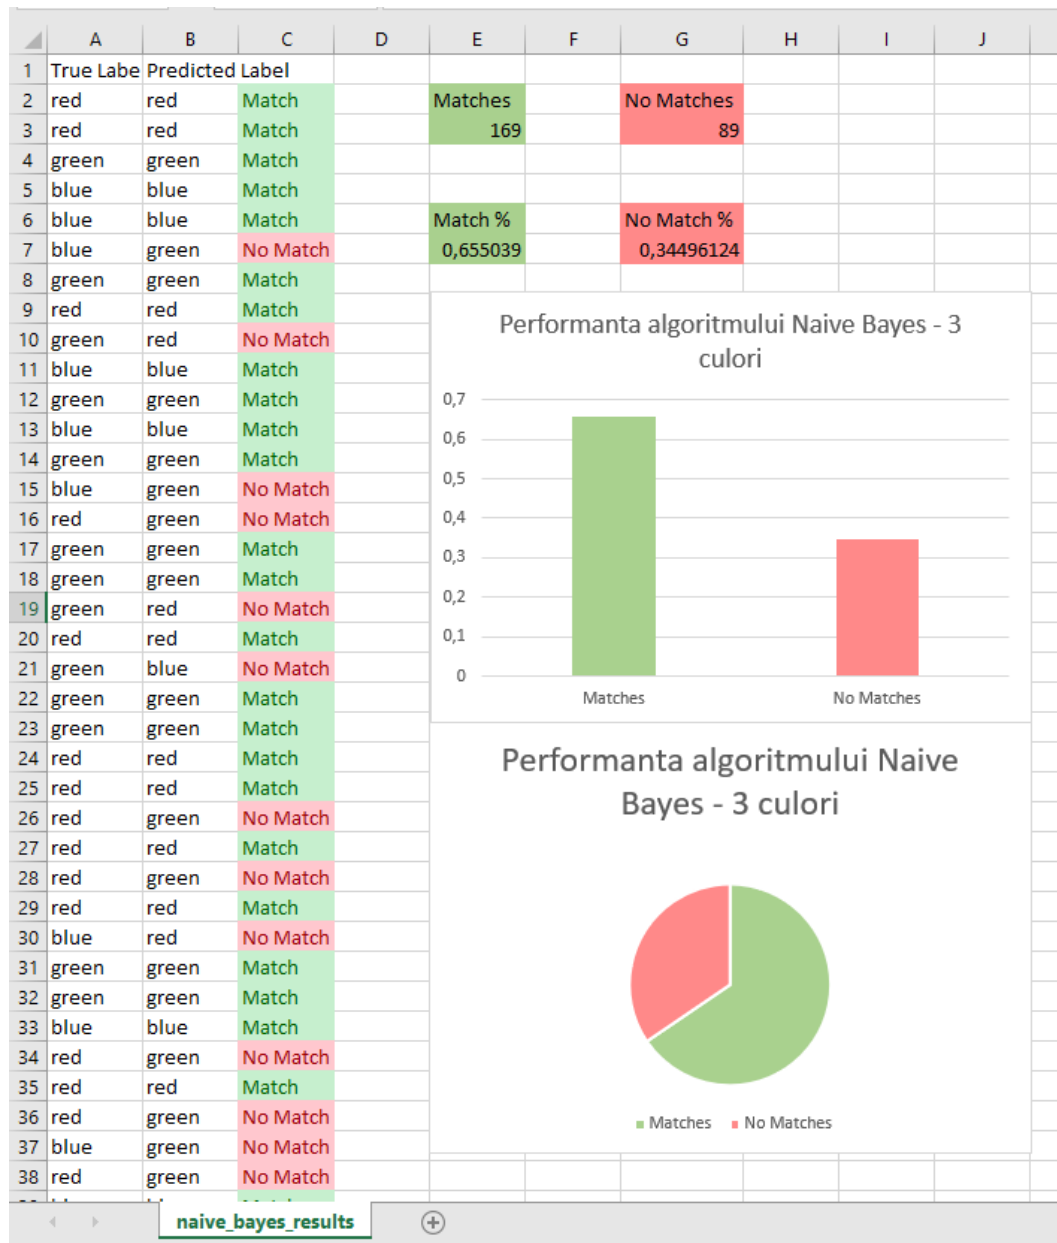 A B C D E F G H I J
1 True Labe Predicted Label
2 red red Match Matches No Matches
3 red red Match 169 89
4 green green Match
5 blue blue Match
6 blue blue Match Match % No Match %
7 blue green No Match 0,655039 0,34496124
8 green green Match
9 red red Match
10 green red No Match
11 blue blue Match
12 green green Match
13 blue blue Match
14 green green Match
15 blue green No Match
16 red green No Match
17 green green Match
18 green green Match
19 green red No Match
20 red red Match
21 green blue No Match
22 green green Match
23 green green Match
24 red red Match
25 red red Match
26 red green No Match
27 red red Match
28 red green No Match
29 red red Match
30 blue red No Match
31 green green Match
32 green green Match
33 blue blue Match
34 red green No Match
35 red red Match
36 red green No Match
37 blue green No Match
38 red green No Match
Performanta algoritmului Naive Bayes - 3
culori
0,7
0,6
0,5
0,4
0,3
0,2
0,1
0
Matches No Matches
Performanta algoritmului Naive
Bayes - 3 culori
Matches No Matches
naive_bayes_results